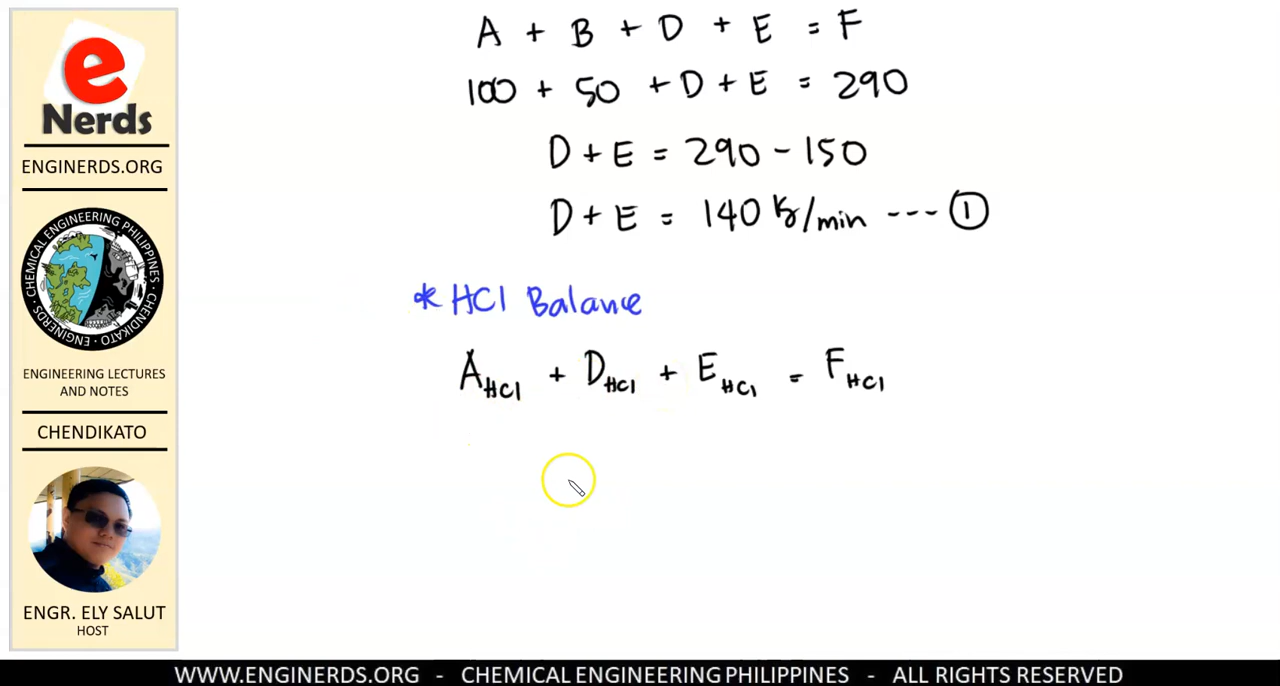 e
Nerds
ENGINERDS.ORG
CHEMICAL ENGINEERING PHILIPPINES
CHENDIKATO - ENGINERDS
ENGINEERING LECTURES
AND NOTES
CHENDIKATO
ENGR. ELY SALUT
HOST
A + B + D + E = F
100 + 50 + D + E = 290
D + E = 290 - 150
D + E = 140 kg/min --- ①
* HCl Balance
A_HCl + D_HCl + E_HCl = F_HCl
WWW.ENGINERDS.ORG - CHEMICAL ENGINEERING PHILIPPINES - ALL RIGHTS RESERVED